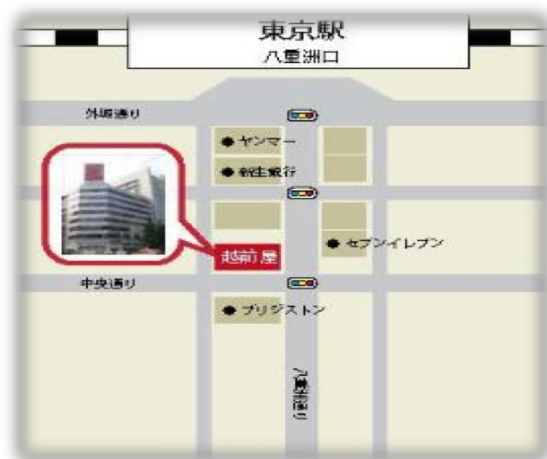 東京駅
八重洲口
外堀通り
ヤンマー
新生銀行
越前屋
セブンイレブン
中央通り
ブリジストン
八重洲通り